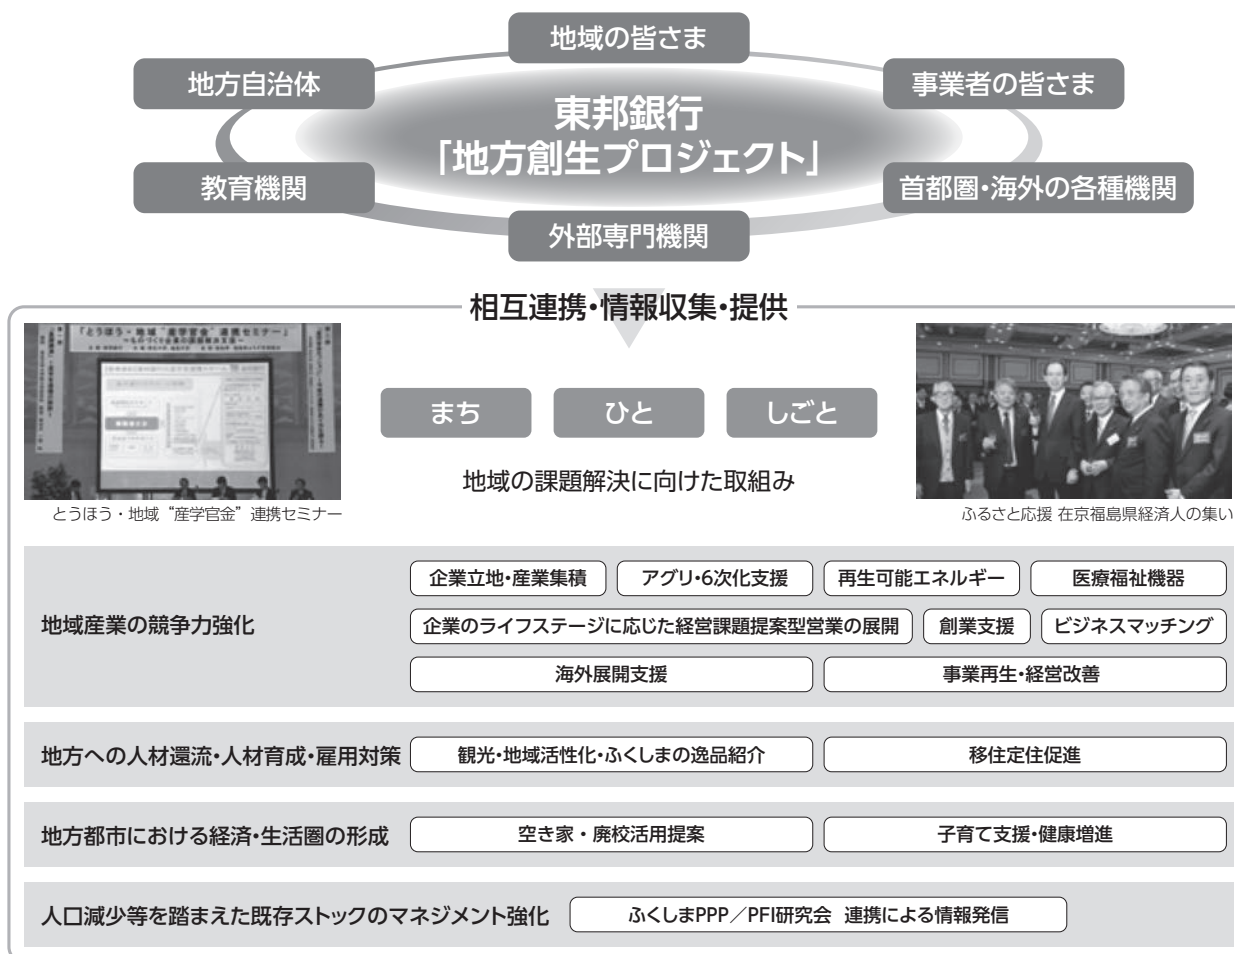 地域の皆さま
地方自治体
事業者の皆さま
東邦銀行
「地方創生プロジェクト」
教育機関
首都圏・海外の各種機関
外部専門機関
相互連携・情報収集・提供
「とうほう・地域“産学官金”連携セミナー」
まち
ひと
しごと
地域の課題解決に向けた取組み
とうほう・地域 “産学官金” 連携セミナー
ふるさと応援 在京福島県経済人の集い
地域産業の競争力強化
企業立地・産業集積
アグリ・6次化支援
再生可能エネルギー
医療福祉機器
企業のライフステージに応じた経営課題提案型営業の展開
創業支援
ビジネスマッチング
海外展開支援
事業再生・経営改善
地方への人材還流・人材育成・雇用対策
観光・地域活性化・ふくしまの逸品紹介
移住定住促進
地方都市における経済・生活圏の形成
空き家・廃校活用提案
子育て支援・健康増進
人口減少等を踏まえた既存ストックのマネジメント強化
ふくしまPPP／PFI研究会 連携による情報発信